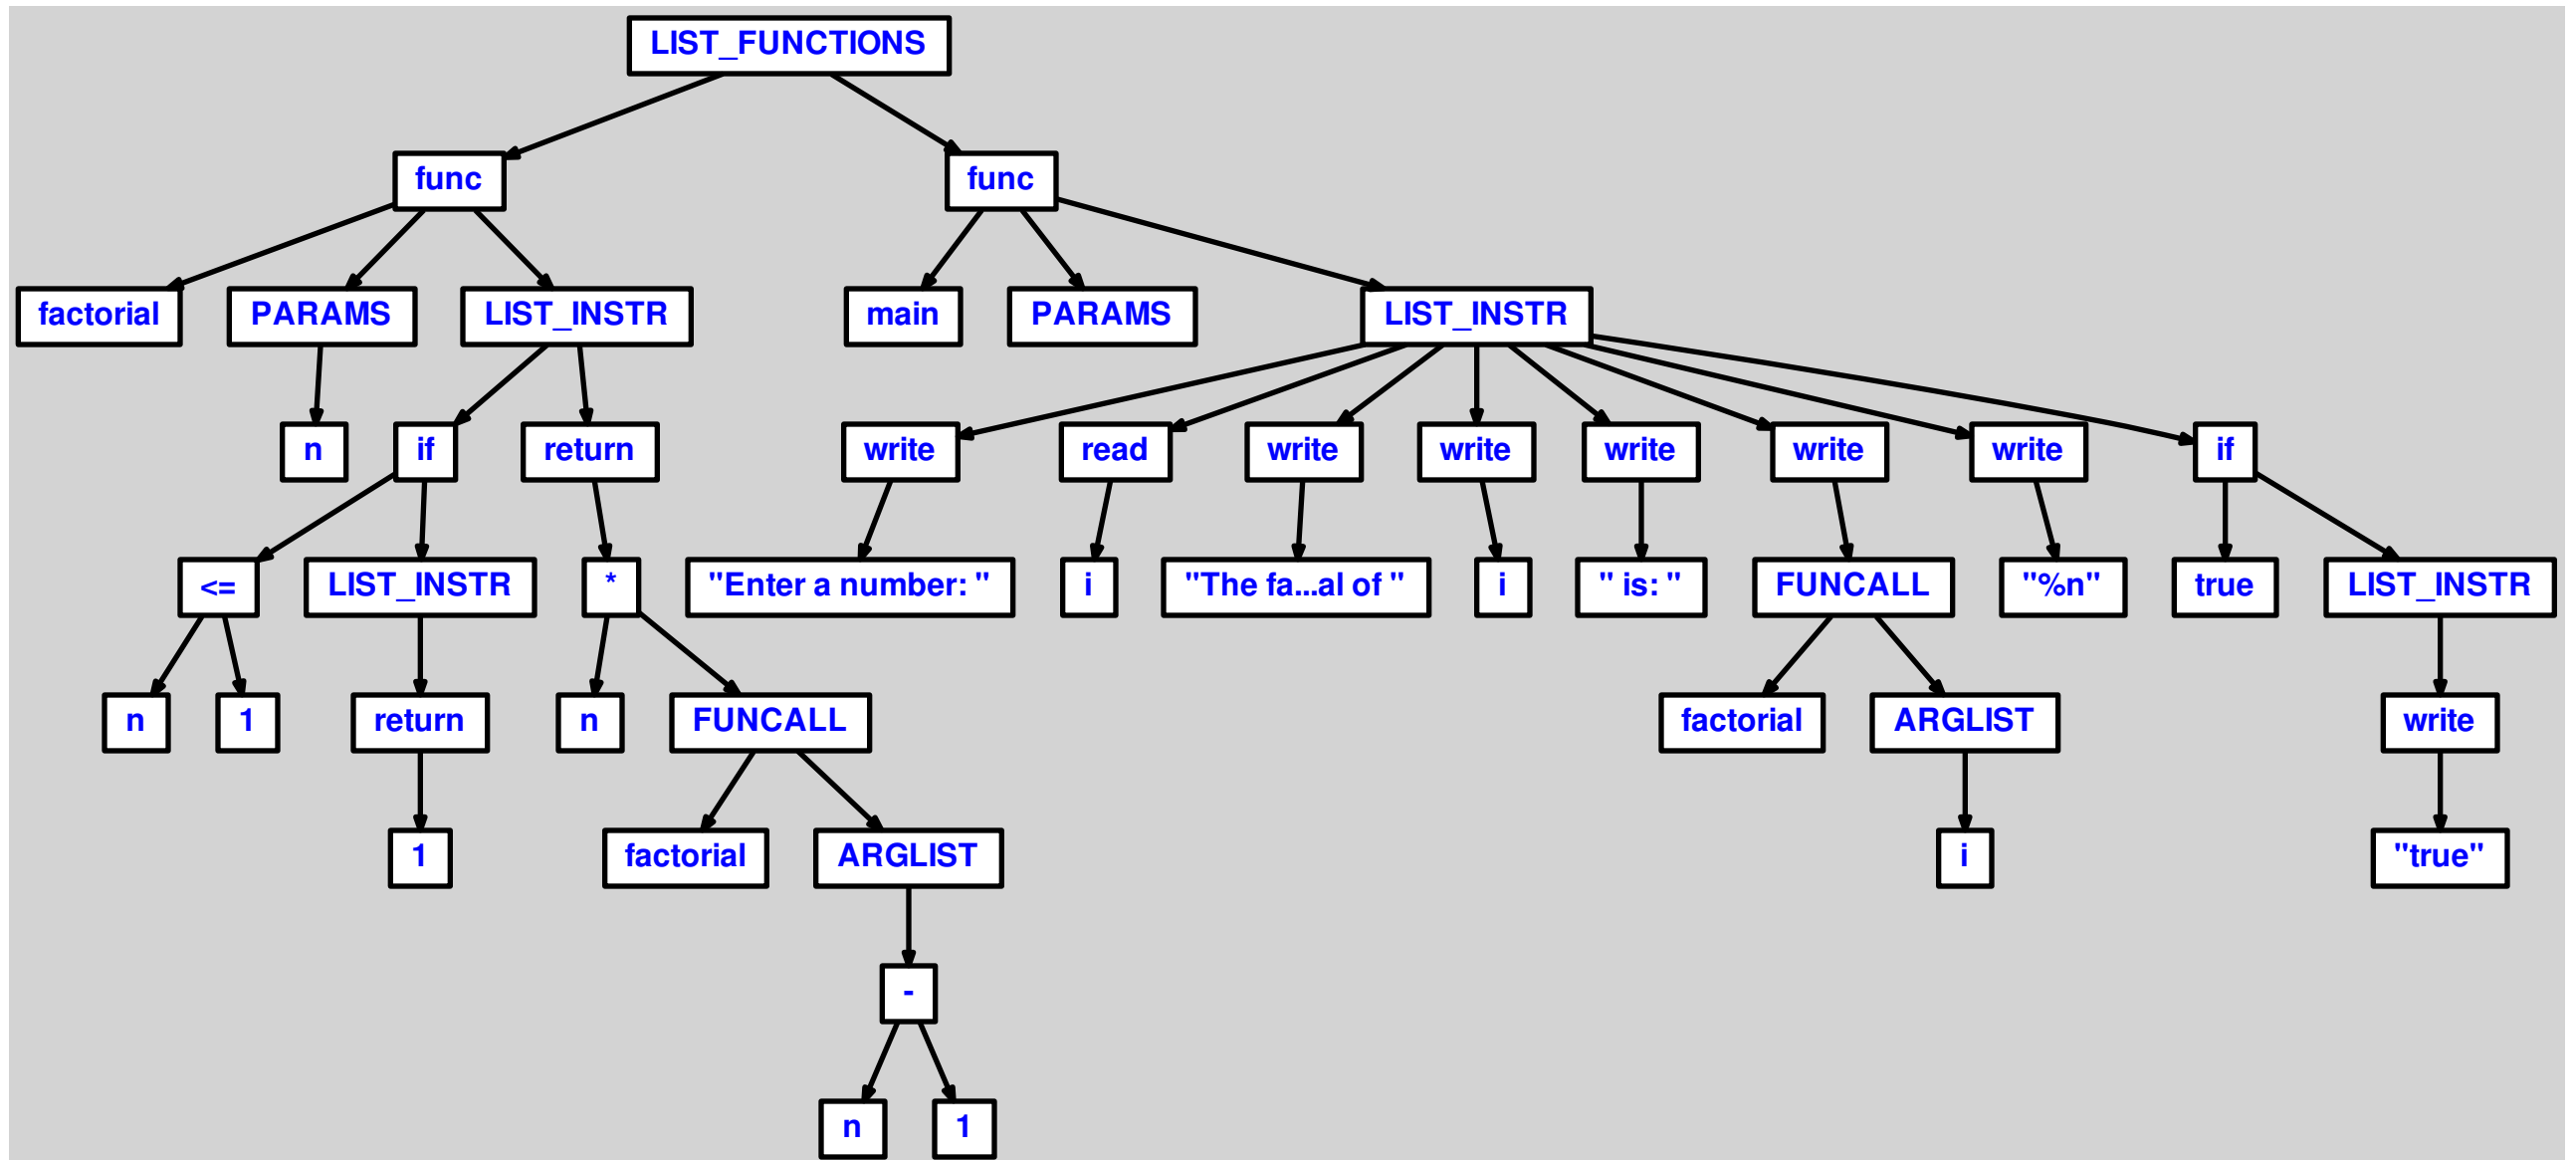 LIST_FUNCTIONS
func func
factorial PARAMS LIST_INSTR main PARAMS LIST_INSTR
n if return write read write write write write write if
<= LIST_INSTR * "Enter a number: " i "The fa...al of " i " is: " FUNCALL "%n" true LIST_INSTR
n 1 return n FUNCALL factorial ARGLIST write
1 factorial ARGLIST i "true"
-
n 1